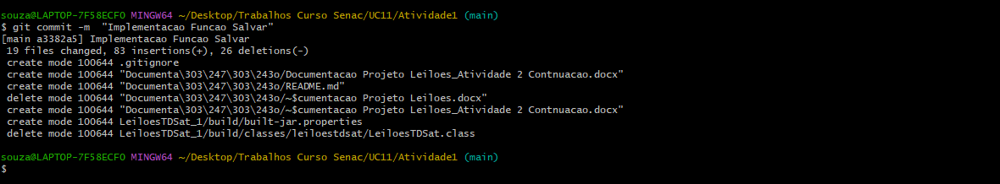 souza@LAPTOP-7F58ECFO MINGW64 ~/Desktop/Trabalhos Curso Senac/UC11/Atividade1 (main)
$ git commit -m  "Implementacao Funcao Salvar"
[main a3382a5] Implementacao Funcao Salvar
 19 files changed, 83 insertions(+), 26 deletions(-)
 create mode 100644 .gitignore
 create mode 100644 "Documenta\303\247\303\243o/Documentacao Projeto Leiloes_Atividade 2 Contnuacao.docx"
 create mode 100644 "Documenta\303\247\303\243o/README.md"
 delete mode 100644 "Documenta\303\247\303\243o/~$cumentacao Projeto Leiloes.docx"
 create mode 100644 "Documenta\303\247\303\243o/~$cumentacao Projeto Leiloes_Atividade 2 Contnuacao.docx"
 create mode 100644 LeiloesTDSat_1/build/built-jar.properties
 delete mode 100644 LeiloesTDSat_1/build/classes/leiloestdsat/LeiloesTDSat.class
souza@LAPTOP-7F58ECFO MINGW64 ~/Desktop/Trabalhos Curso Senac/UC11/Atividade1 (main)
$